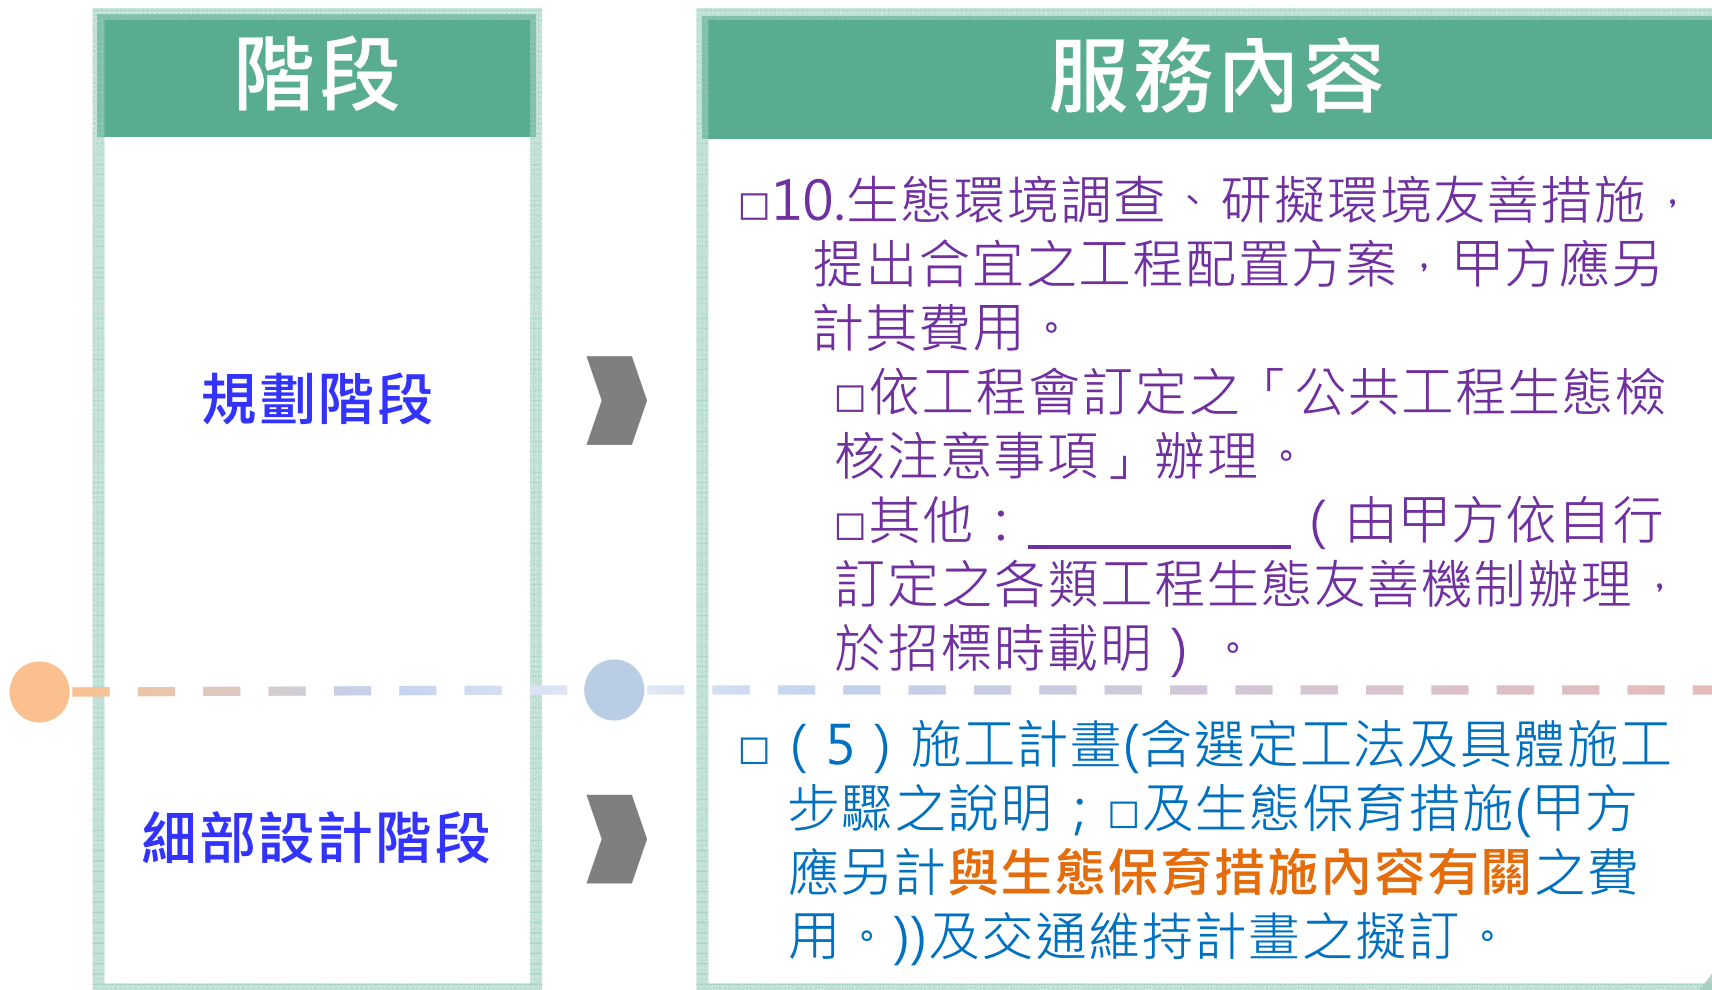 階段
服務內容
規劃階段
□10.生態環境調查、研擬環境友善措施，
提出合宜之工程配置方案，甲方應另
計其費用。
□依工程會訂定之「公共工程生態檢
核注意事項」辦理。
□其他：__________（由甲方依自行
訂定之各類工程生態友善機制辦理，
於招標時載明）。
細部設計階段
□（5）施工計畫(含選定工法及具體施工
步驟之說明；□及生態保育措施(甲方
應另計與生態保育措施內容有關之費
用。))及交通維持計畫之擬訂。